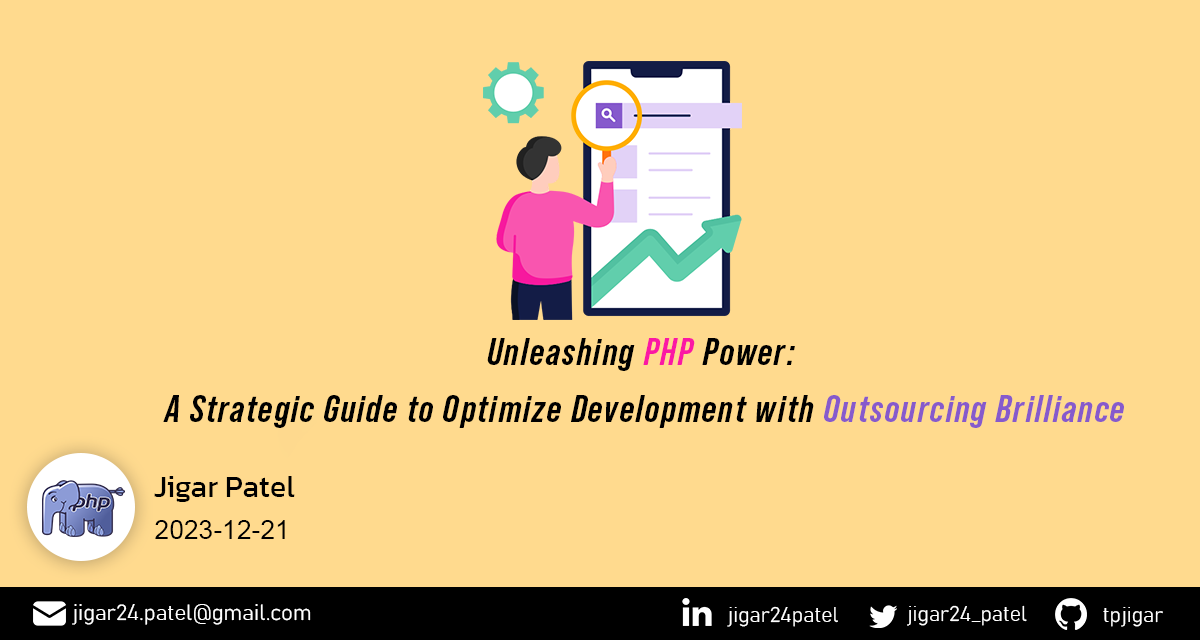 Unleashing PHP Power:
A Strategic Guide to Optimize Development with Outsourcing Brilliance
php
Jigar Patel
2023-12-21
jigar24.patel@gmail.com
in jigar24patel
jigar24_patel
tpjigar